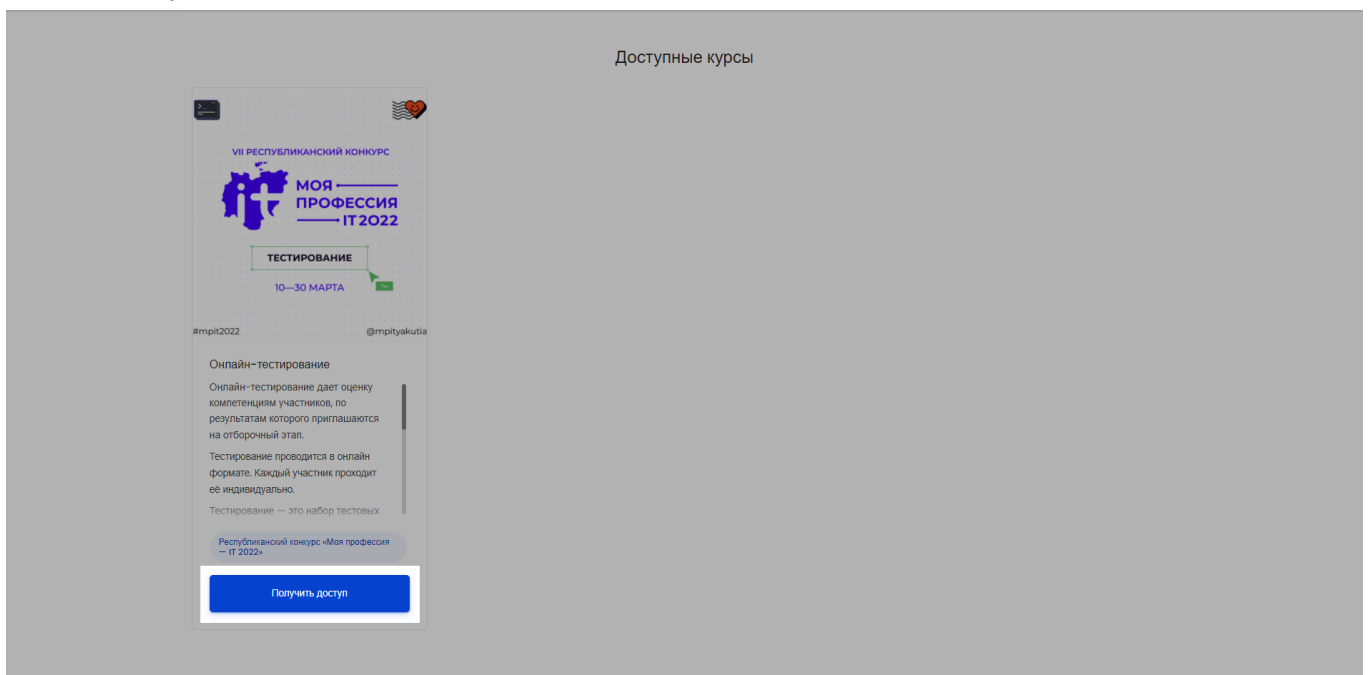 Доступные курсы
VII РЕСПУБЛИКАНСКИЙ КОНКУРС
it
МОЯ
ПРОФЕССИЯ
IT 2022
ТЕСТИРОВАНИЕ
10—30 МАРТА
#mpit2022
@mpityakutia
Онлайн-тестирование
Онлайн-тестирование дает оценку
компетенциям участников, по
результатам которого приглашаются
на отборочный этап.
Тестирование проводится в онлайн
формате. Каждый участник проходит
её индивидуально.
Тестирование — это набор тестовых
Республиканский конкурс «Моя профессия
— IT 2022»
Получить доступ